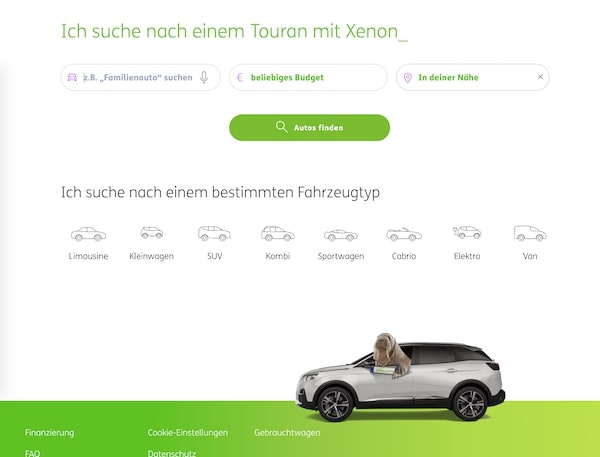 Ich suche nach einem Touran mit Xenon_
z.B. „Familienauto“ suchen
€ beliebiges Budget
In deiner Nähe ×
Autos finden
Ich suche nach einem bestimmten Fahrzeugtyp
Limousine Kleinwagen SUV Kombi Sportwagen Cabrio Elektro Van
Finanzierung Cookie-Einstellungen Gebrauchtwagen
FAQ Datenschutz